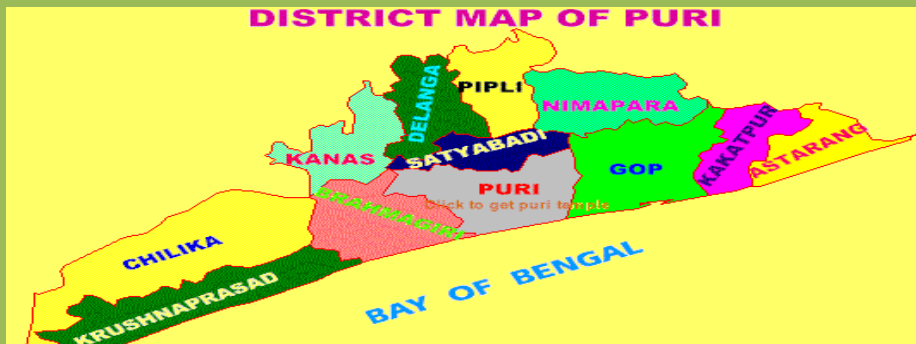 DISTRICT MAP OF PURI
DELANGA
PIPLI
NIMAPARA
KAKATPUR
ASTARANG
SATYABADI
KANAS
GOP
PURI
Click to get puri temple
BRAHMAGIRI
CHILIKA
KRUSHNAPRASAD
BAY OF BENGAL